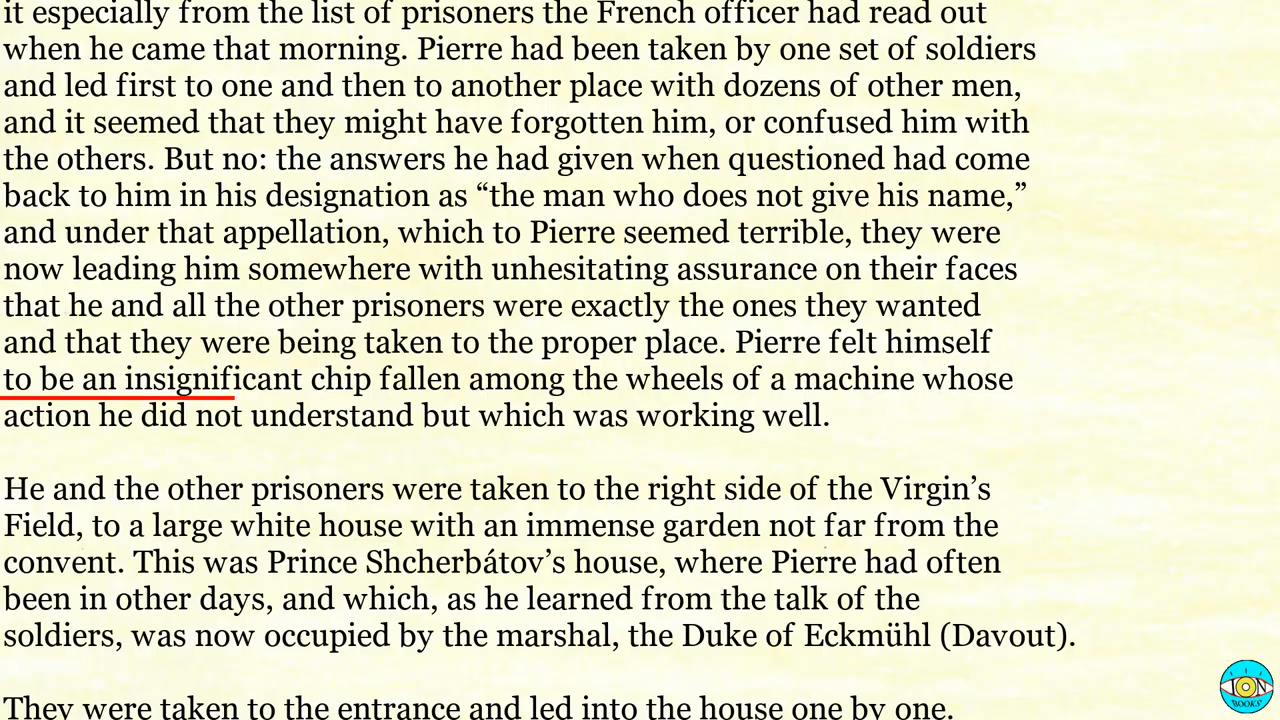 it especially from the list of prisoners the French officer had read out
when he came that morning. Pierre had been taken by one set of soldiers
and led first to one and then to another place with dozens of other men,
and it seemed that they might have forgotten him, or confused him with
the others. But no: the answers he had given when questioned had come
back to him in his designation as “the man who does not give his name,”
and under that appellation, which to Pierre seemed terrible, they were
now leading him somewhere with unhesitating assurance on their faces
that he and all the other prisoners were exactly the ones they wanted
and that they were being taken to the proper place. Pierre felt himself
to be an insignificant chip fallen among the wheels of a machine whose
action he did not understand but which was working well.
He and the other prisoners were taken to the right side of the Virgin’s
Field, to a large white house with an immense garden not far from the
convent. This was Prince Shcherbátov’s house, where Pierre had often
been in other days, and which, as he learned from the talk of the
soldiers, was now occupied by the marshal, the Duke of Eckmühl (Davout).
They were taken to the entrance and led into the house one by one.
ION
BOOKS